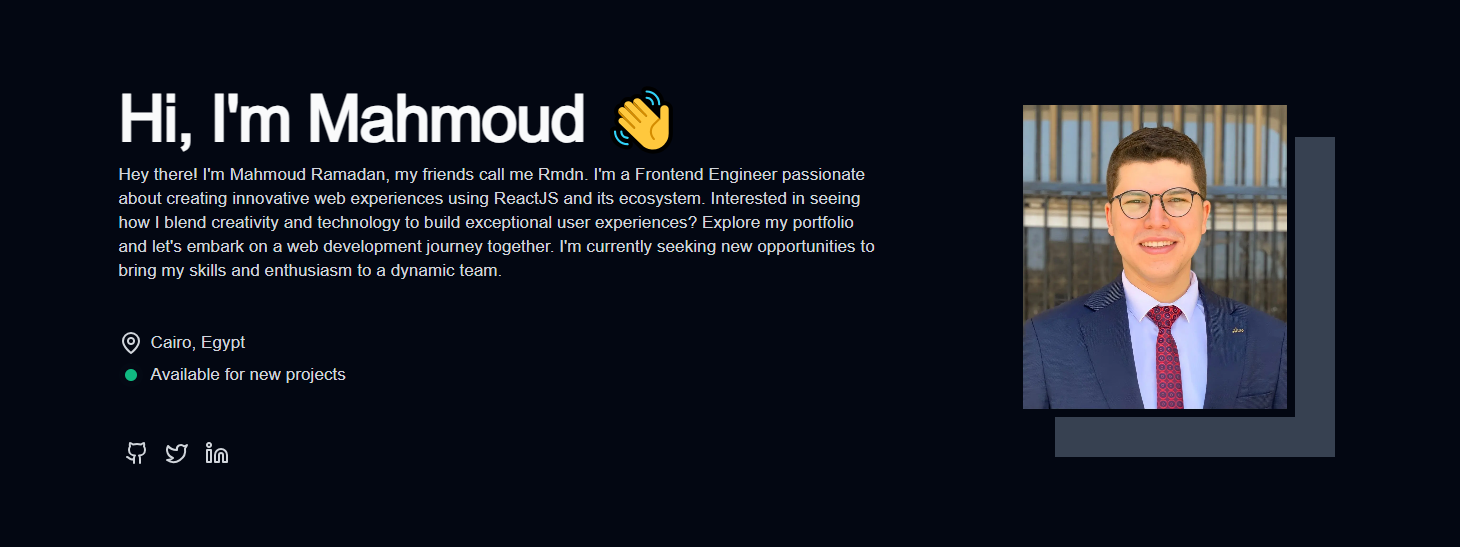 Hi, I'm Mahmoud 👋
Hey there! I'm Mahmoud Ramadan, my friends call me Rmdn. I'm a Frontend Engineer passionate
about creating innovative web experiences using ReactJS and its ecosystem. Interested in seeing
how I blend creativity and technology to build exceptional user experiences? Explore my portfolio
and let's embark on a web development journey together. I'm currently seeking new opportunities to
bring my skills and enthusiasm to a dynamic team.
Cairo, Egypt
Available for new projects